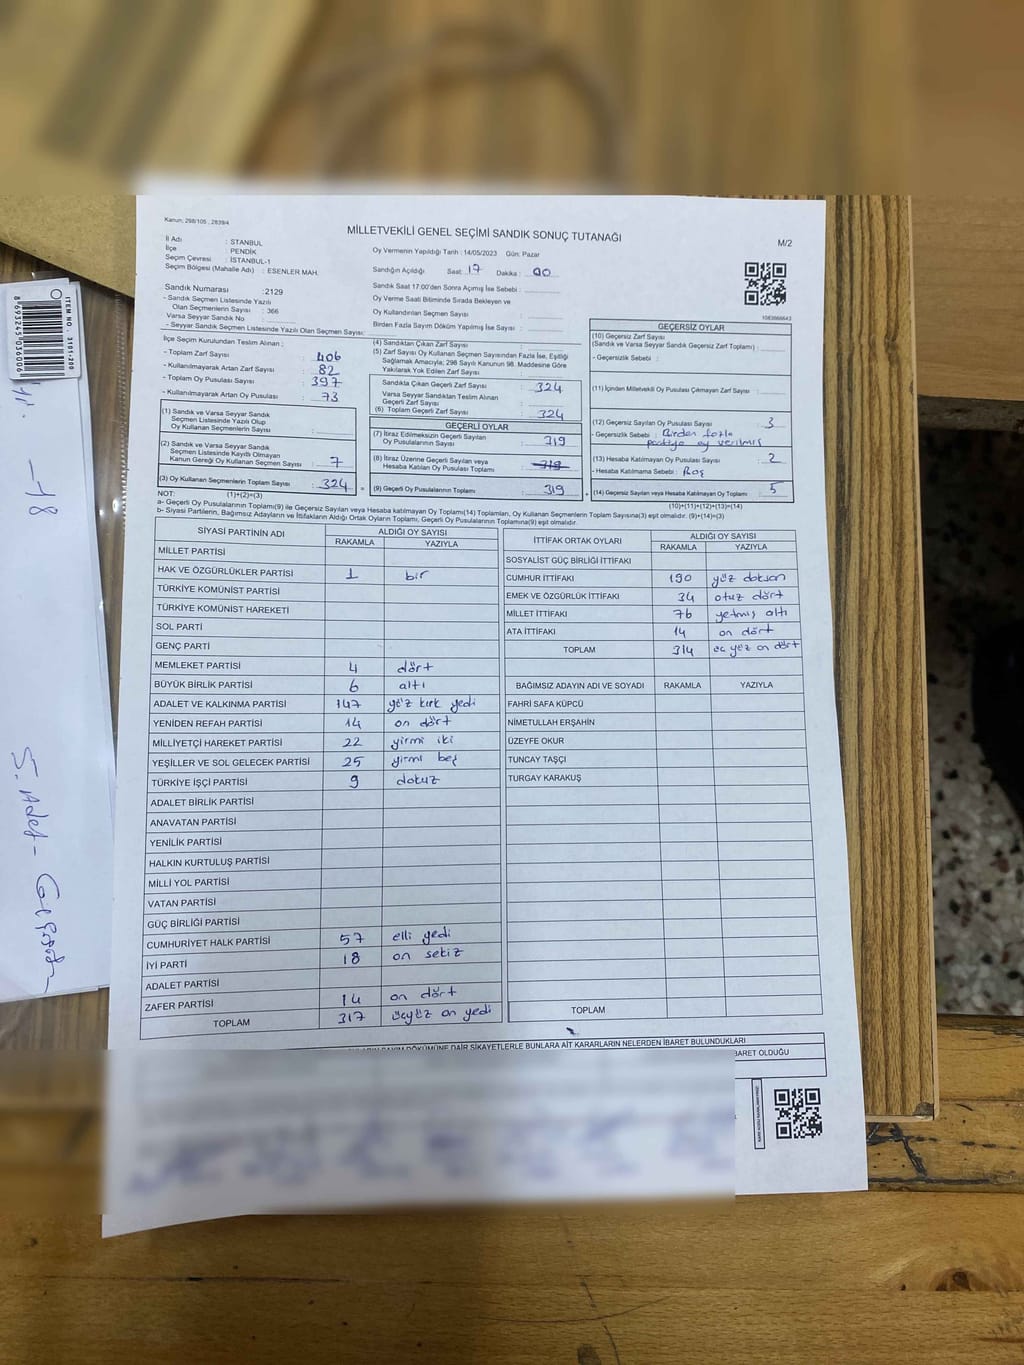 Kanun; 298/105 , 2839/4
MİLLETVEKİLİ GENEL SEÇİMİ SANDIK SONUÇ TUTANAĞI
M/2
İl Adı : İSTANBUL
İlçe : PENDİK
Seçim Çevresi : İSTANBUL-1
Seçim Bölgesi (Mahalle Adı) : ESENLER MAH.
Sandık Numarası : 2129
- Sandık Seçmen Listesinde Yazılı
Olan Seçmenlerin Sayısı : 366
Varsa Seyyar Sandık No :
- Seyyar Sandık Seçmen Listesinde Yazılı Olan Seçmen Sayısı:
Oy Vermenin Yapıldığı Tarih : 14/05/2023 Gün: Pazar
Sandığın Açıldığı Saat: 17 Dakika : 00
Sandık Saat 17:00'den Sonra Açılmış İse Sebebi :
Oy Verme Saati Bitiminde Sırada Bekleyen ve
Oy Kullandırılan Seçmen Sayısı :
Birden Fazla Sayım Döküm Yapılmış İse Sayısı :
1083666643
İlçe Seçim Kurulundan Teslim Alınan ;
- Toplam Zarf Sayısı : 406
- Kullanılmayarak Artan Zarf Sayısı : 82
- Toplam Oy Pusulası Sayısı : 397
- Kullanılmayarak Artan Oy Pusulası : 73
(1) Sandık ve Varsa Seyyar Sandık
Seçmen Listesinde Yazılı Olup
Oy Kullanan Seçmenlerin Sayısı :
(2) Sandık ve Varsa Seyyar Sandık
Seçmen Listesinde Kayıtlı Olmayan
Kanun Gereği Oy Kullanan Seçmen Sayısı : 7
(3) Oy Kullanan Seçmenlerin Toplam Sayısı : 324
(4) Sandıktan Çıkan Zarf Sayısı :
(5) Zarf Sayısı Oy Kullanan Seçmen Sayısından Fazla İse, Eşitliği
Sağlamak Amacıyla; 298 Sayılı Kanunun 98. Maddesine Göre
Yakılarak Yok Edilen Zarf Sayısı :
Sandıkta Çıkan Geçerli Zarf Sayısı : 324
Varsa Seyyar Sandıktan Teslim Alınan
Geçerli Zarf Sayısı :
(6) Toplam Geçerli Zarf Sayısı : 324
GEÇERLİ OYLAR
(7) İtiraz Edilmeksizin Geçerli Sayılan
Oy Pusulalarının Sayısı : 319
(8) İtiraz Üzerine Geçerli Sayılan veya
Hesaba Katılan Oy Pusulası Toplamı : 319
(9) Geçerli Oy Pusulalarının Toplamı : 319
GEÇERSİZ OYLAR
(10) Geçersiz Zarf Sayısı
(Sandık ve Varsa Seyyar Sandık Geçersiz Zarf Toplamı) :
- Geçersizlik Sebebi :
(11) İçinden Milletvekili Oy Pusulası Çıkmayan Zarf Sayısı :
(12) Geçersiz Sayılan Oy Pusulası Sayısı : 3
- Geçersizlik Sebebi : Birden fazla
partiye oy verilmiş
(13) Hesaba Katılmayan Oy Pusulası Sayısı : 2
- Hesaba Katılmama Sebebi : Boş
(14) Geçersiz Sayılan veya Hesaba Katılmayan Oy Toplamı : 5
NOT: (1)+(2)=(3) (10)+(11)+(12)+(13)=(14)
a- Geçerli Oy Pusulalarının Toplamı(9) ile Geçersiz Sayılan veya Hesaba katılmayan Oy Toplamı(14) Toplamları, Oy Kullanan Seçmenlerin Toplam Sayısına(3) eşit olmalıdır. (9)+(14)=(3)
b- Siyasi Partilerin, Bağımsız Adayların ve İttifakların Aldığı Ortak Oyların Toplamı, Geçerli Oy Pusulalarının Toplamına(9) eşit olmalıdır.
SİYASİ PARTİNİN ADI ALDIĞI OY SAYISI
RAKAMLA YAZIYLA
MİLLET PARTİSİ
HAK VE ÖZGÜRLÜKLER PARTİSİ 1 bir
TÜRKİYE KOMÜNİST PARTİSİ
TÜRKİYE KOMÜNİST HAREKETİ
SOL PARTİ
GENÇ PARTİ
MEMLEKET PARTİSİ 4 dört
BÜYÜK BİRLİK PARTİSİ 6 altı
ADALET VE KALKINMA PARTİSİ 147 yüz kırk yedi
YENİDEN REFAH PARTİSİ 14 on dört
MİLLİYETÇİ HAREKET PARTİSİ 22 yirmi iki
YEŞİLLER VE SOL GELECEK PARTİSİ 25 yirmi beş
TÜRKİYE İŞÇİ PARTİSİ 9 dokuz
ADALET BİRLİK PARTİSİ
ANAVATAN PARTİSİ
YENİLİK PARTİSİ
HALKIN KURTULUŞ PARTİSİ
MİLLİ YOL PARTİSİ
VATAN PARTİSİ
GÜÇ BİRLİĞİ PARTİSİ
CUMHURİYET HALK PARTİSİ 57 elli yedi
İYİ PARTİ 18 on sekiz
ADALET PARTİSİ
ZAFER PARTİSİ 14 on dört
TOPLAM 317 üçyüz on yedi
İTTİFAK ORTAK OYLARI ALDIĞI OY SAYISI
RAKAMLA YAZIYLA
SOSYALİST GÜÇ BİRLİĞİ İTTİFAKI
CUMHUR İTTİFAKI 190 yüz doksan
EMEK VE ÖZGÜRLÜK İTTİFAKI 34 otuz dört
MİLLET İTTİFAKI 76 yetmiş altı
ATA İTTİFAKI 14 on dört
TOPLAM 314 üç yüz on dört
BAĞIMSIZ ADAYIN ADI VE SOYADI RAKAMLA YAZIYLA
FAHRİ SAFA KÜPCÜ
NİMETULLAH ERŞAHİN
ÜZEYFE OKUR
TUNCAY TAŞÇI
TURGAY KARAKUŞ
TOPLAM
SAYIM DÖKÜMÜNE DAİR ŞİKAYETLERLE BUNLARA AİT KARARLARIN NELERDEN İBARET BULUNDUKLARI
BARET OLDUĞU
ITEM NO. : 3101-200
8693245036006
-18
5. Adet -